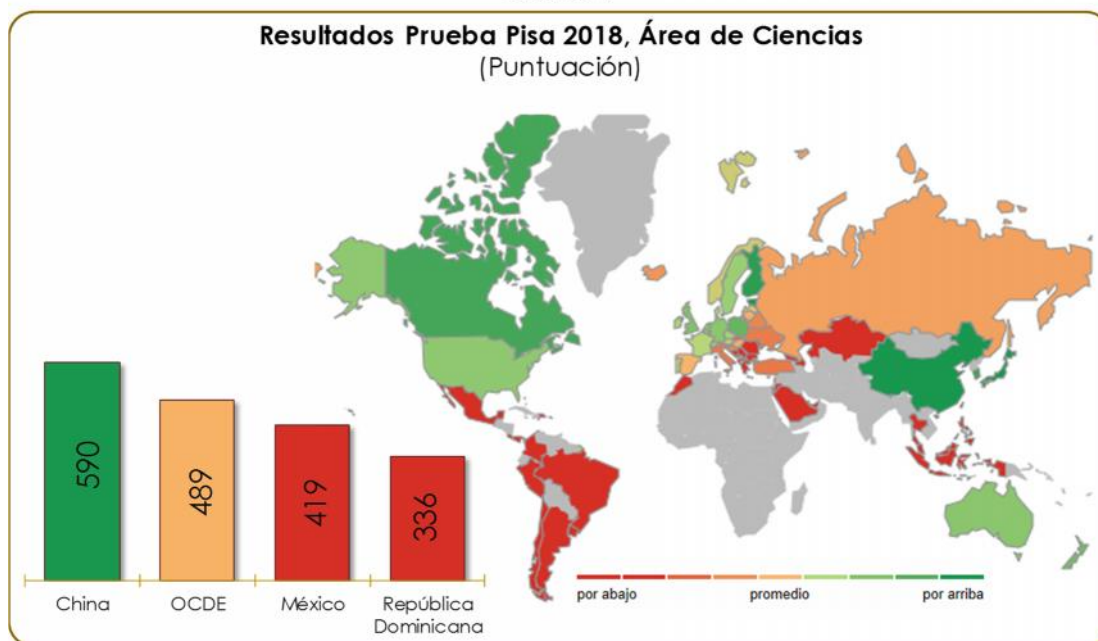 Resultados Prueba Pisa 2018, Área de Ciencias
(Puntuación)
590
489
419
336
China
OCDE
México
República
Dominicana
por abajo
promedio
por arriba